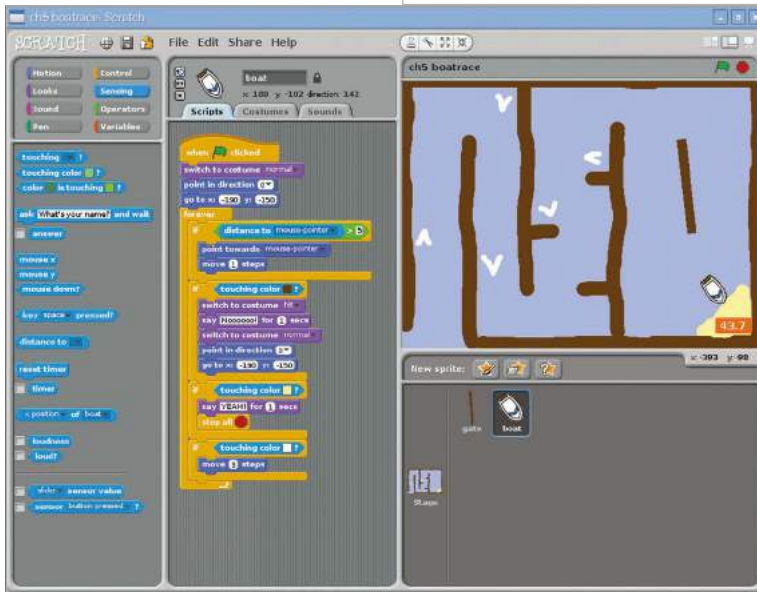 ch5 boatrace Scratch
SCRATCH File Edit Share Help
Motion Control
Looks Sensing
Sound Operators
Pen Variables
touching ?
touching color ?
color is touching ?
ask What's your name? and wait
answer
mouse x
mouse y
mouse down?
key space pressed?
distance to
reset timer
timer
x position of boat
loudness
loud?
slider sensor value
sensor button pressed ?
boat
x: 180 y: -102 direction: 142
Scripts Costumes Sounds
when clicked
switch to costume normal
point in direction 0
go to x: -190 y: -150
forever
if distance to mouse-pointer > 5
point towards mouse-pointer
move 1 steps
if touching color ?
switch to costume hit
say Noooooo! for 1 secs
switch to costume normal
point in direction 0
go to x: -190 y: -150
if touching color ?
say YEAH! for 1 secs
stop all
if touching color ?
move steps
ch5 boatrace
43.7
x: -393 y: -98
New sprite:
gate boat
Stage